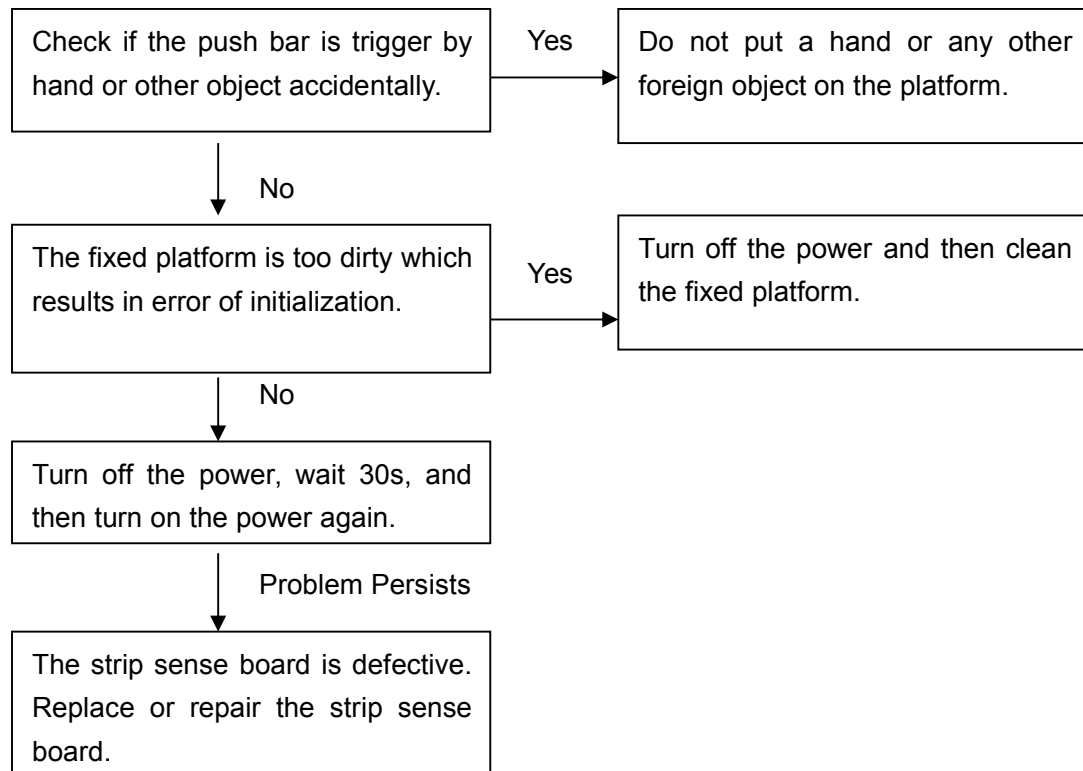 Check if the push bar is trigger by
hand or other object accidentally.
Yes
Do not put a hand or any other
foreign object on the platform.
No
The fixed platform is too dirty which
results in error of initialization.
Yes
Turn off the power and then clean
the fixed platform.
No
Turn off the power, wait 30s, and
then turn on the power again.
Problem Persists
The strip sense board is defective.
Replace or repair the strip sense
board.